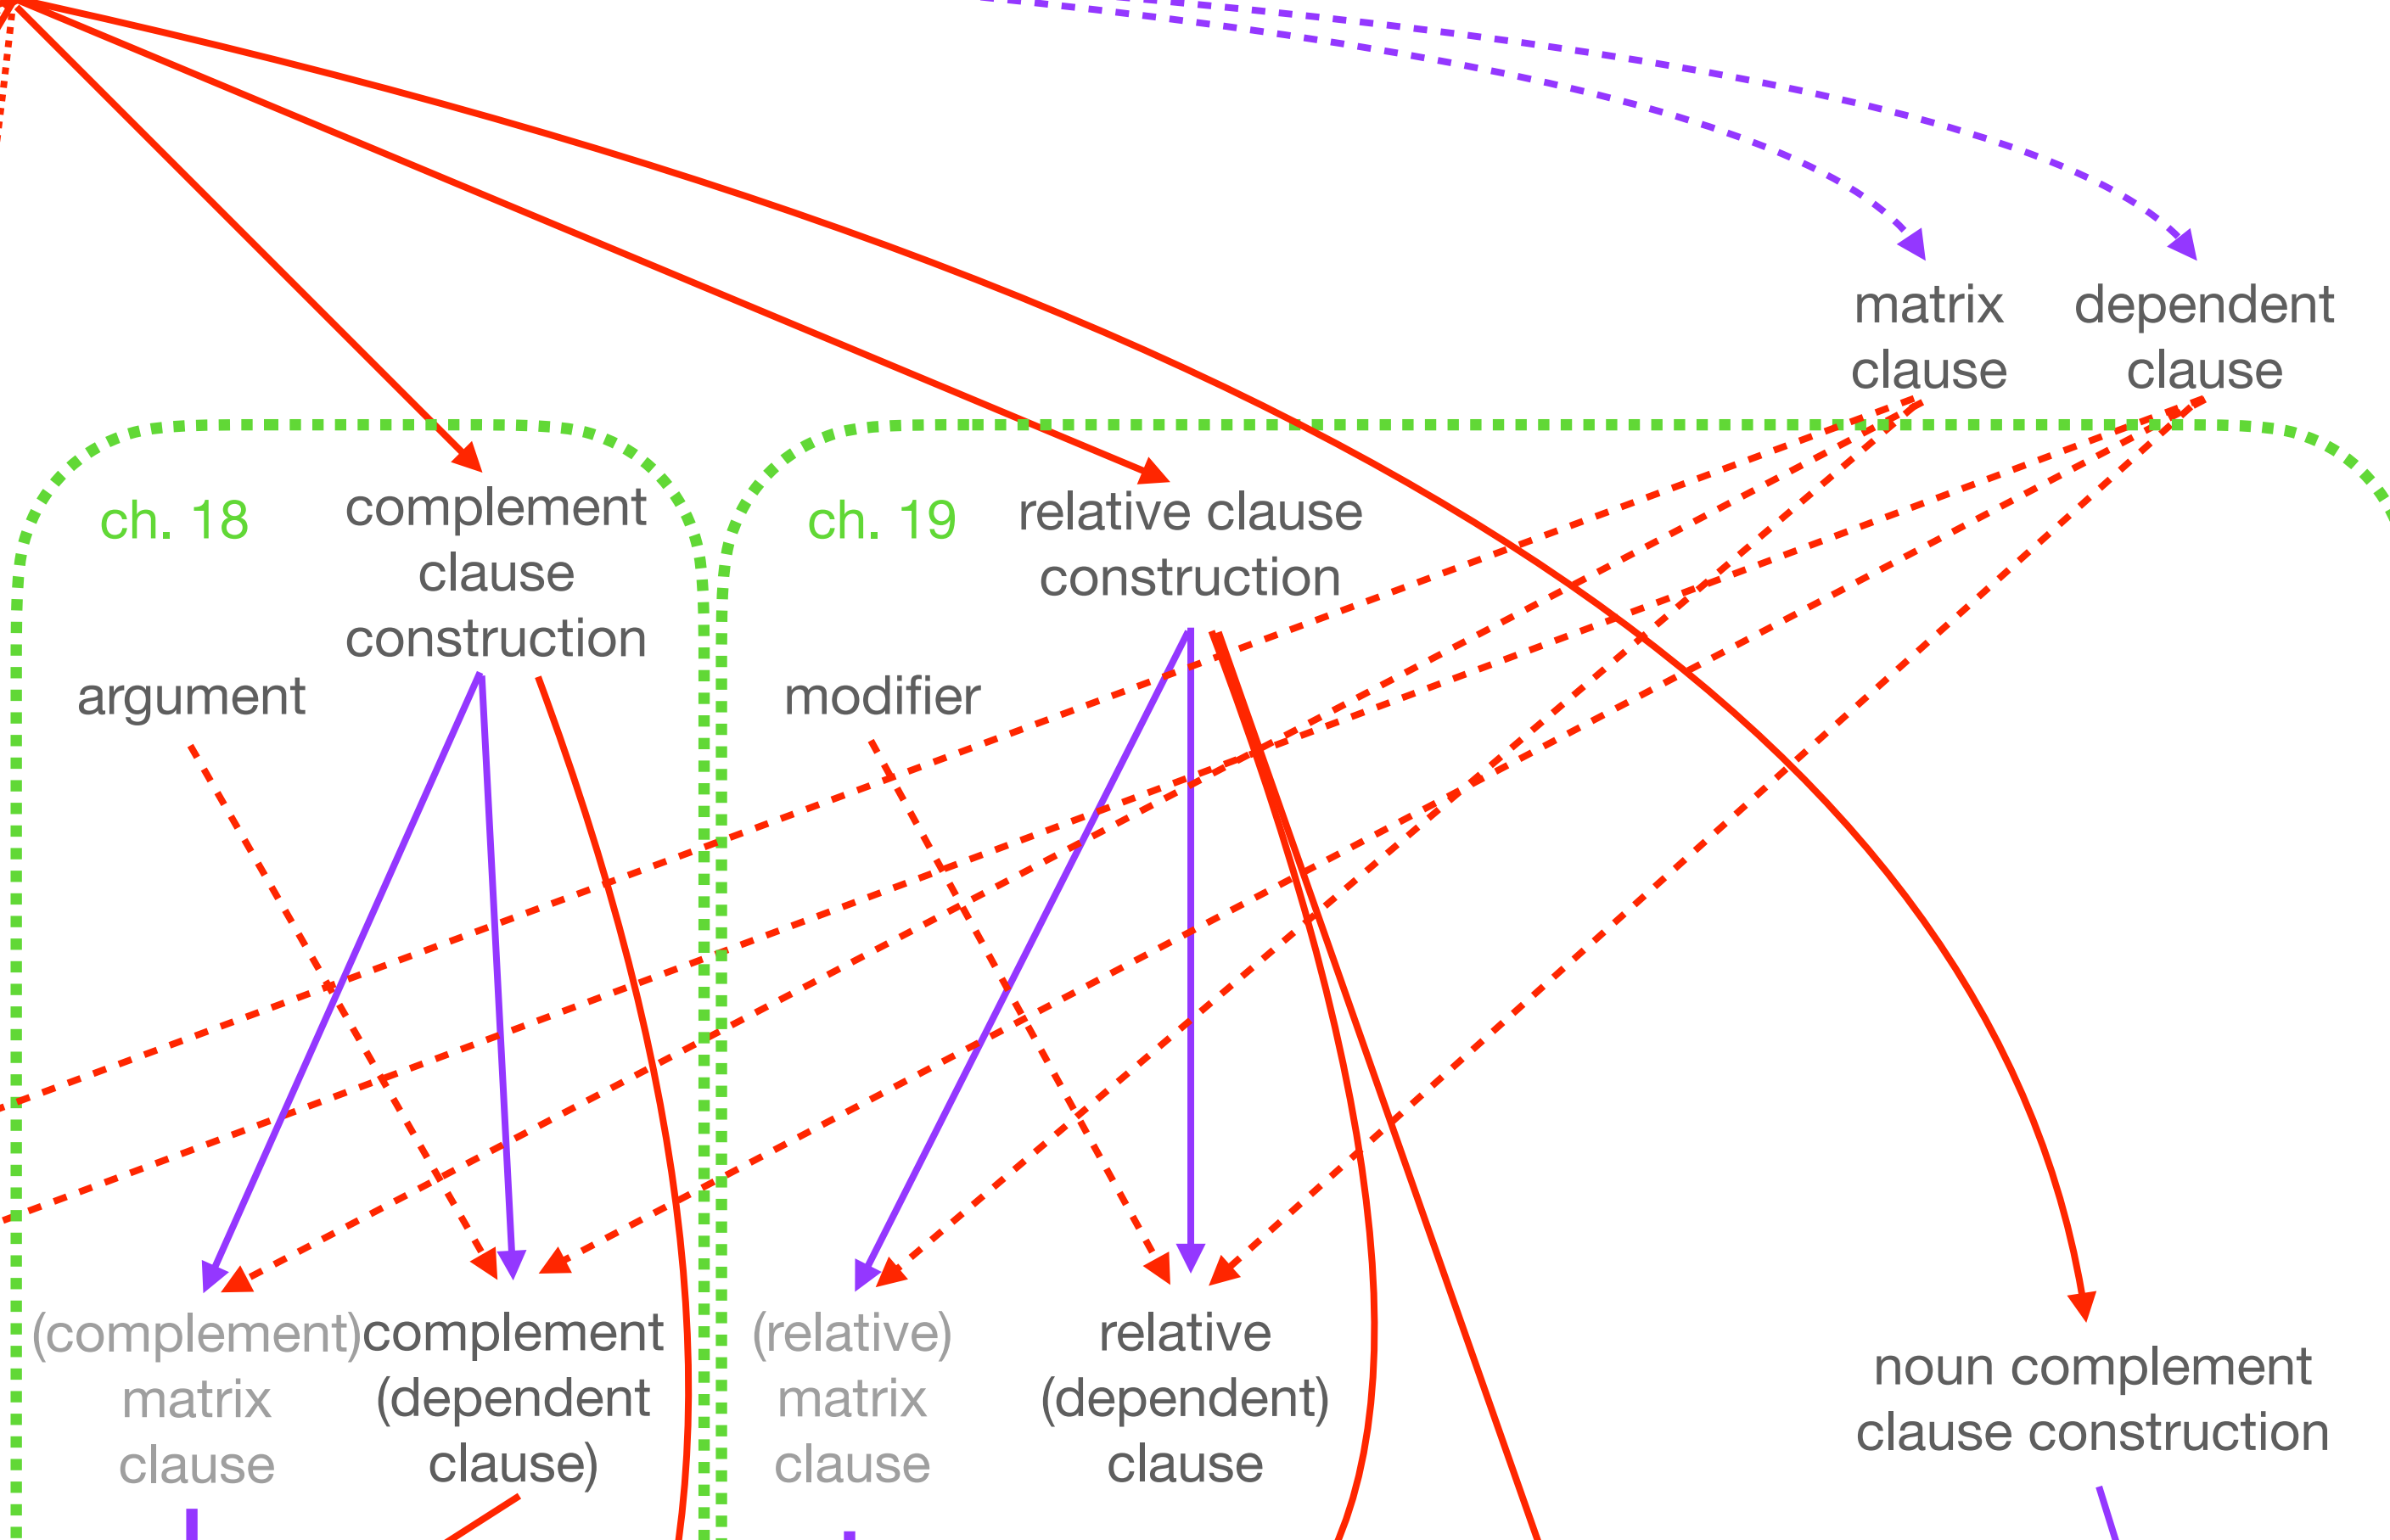 matrix
clause
dependent
clause
ch. 18
complement
clause
construction
argument
ch. 19
relative clause
construction
modifier
(complement)
matrix
clause
complement
(dependent
clause)
(relative)
matrix
clause
relative
(dependent)
clause
noun complement
clause construction